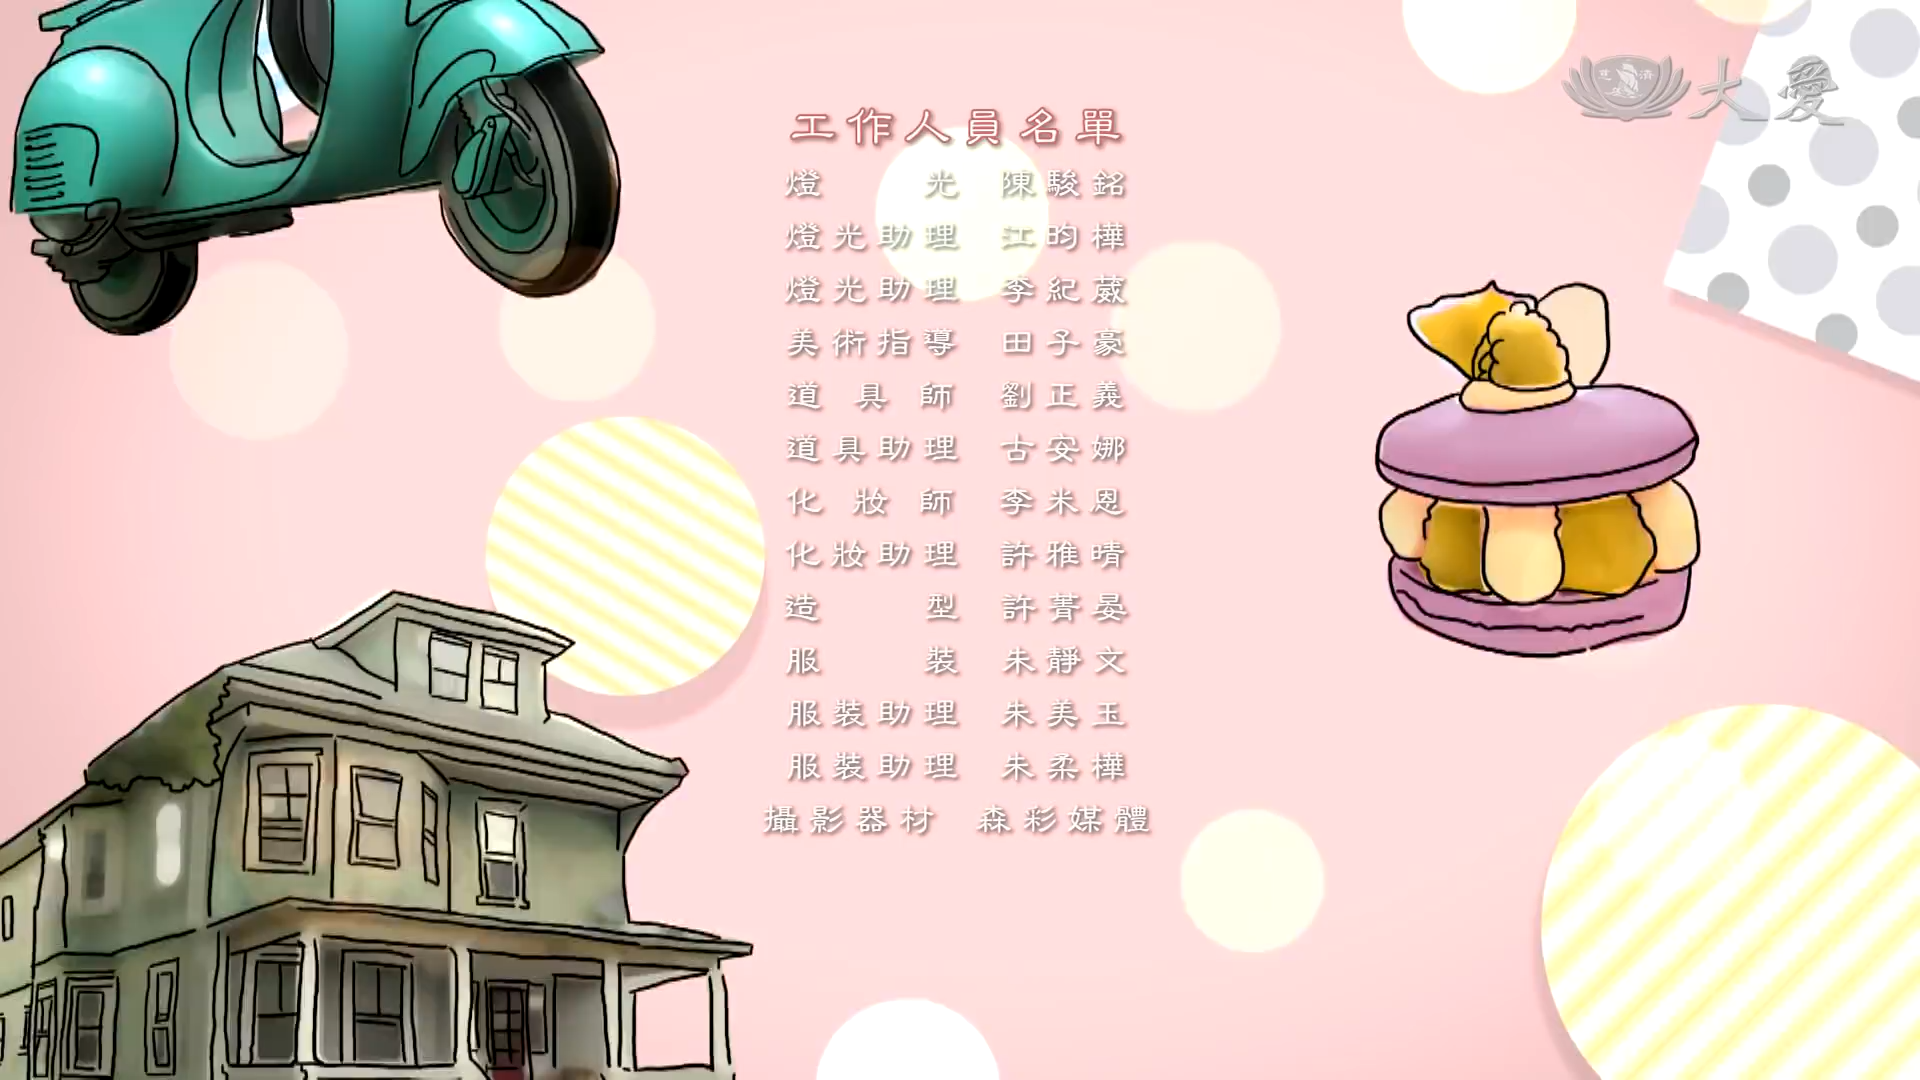 慈濟 大愛
工作人員名單
燈光 陳駿銘
燈光助理 江昀樺
燈光助理 李紀葳
美術指導 田子豪
道具師 劉正義
道具助理 古安娜
化妝師 李米恩
化妝助理 許雅晴
造型 許菁晏
服裝 朱靜文
服裝助理 朱美玉
服裝助理 朱柔樺
攝影器材 森彩媒體